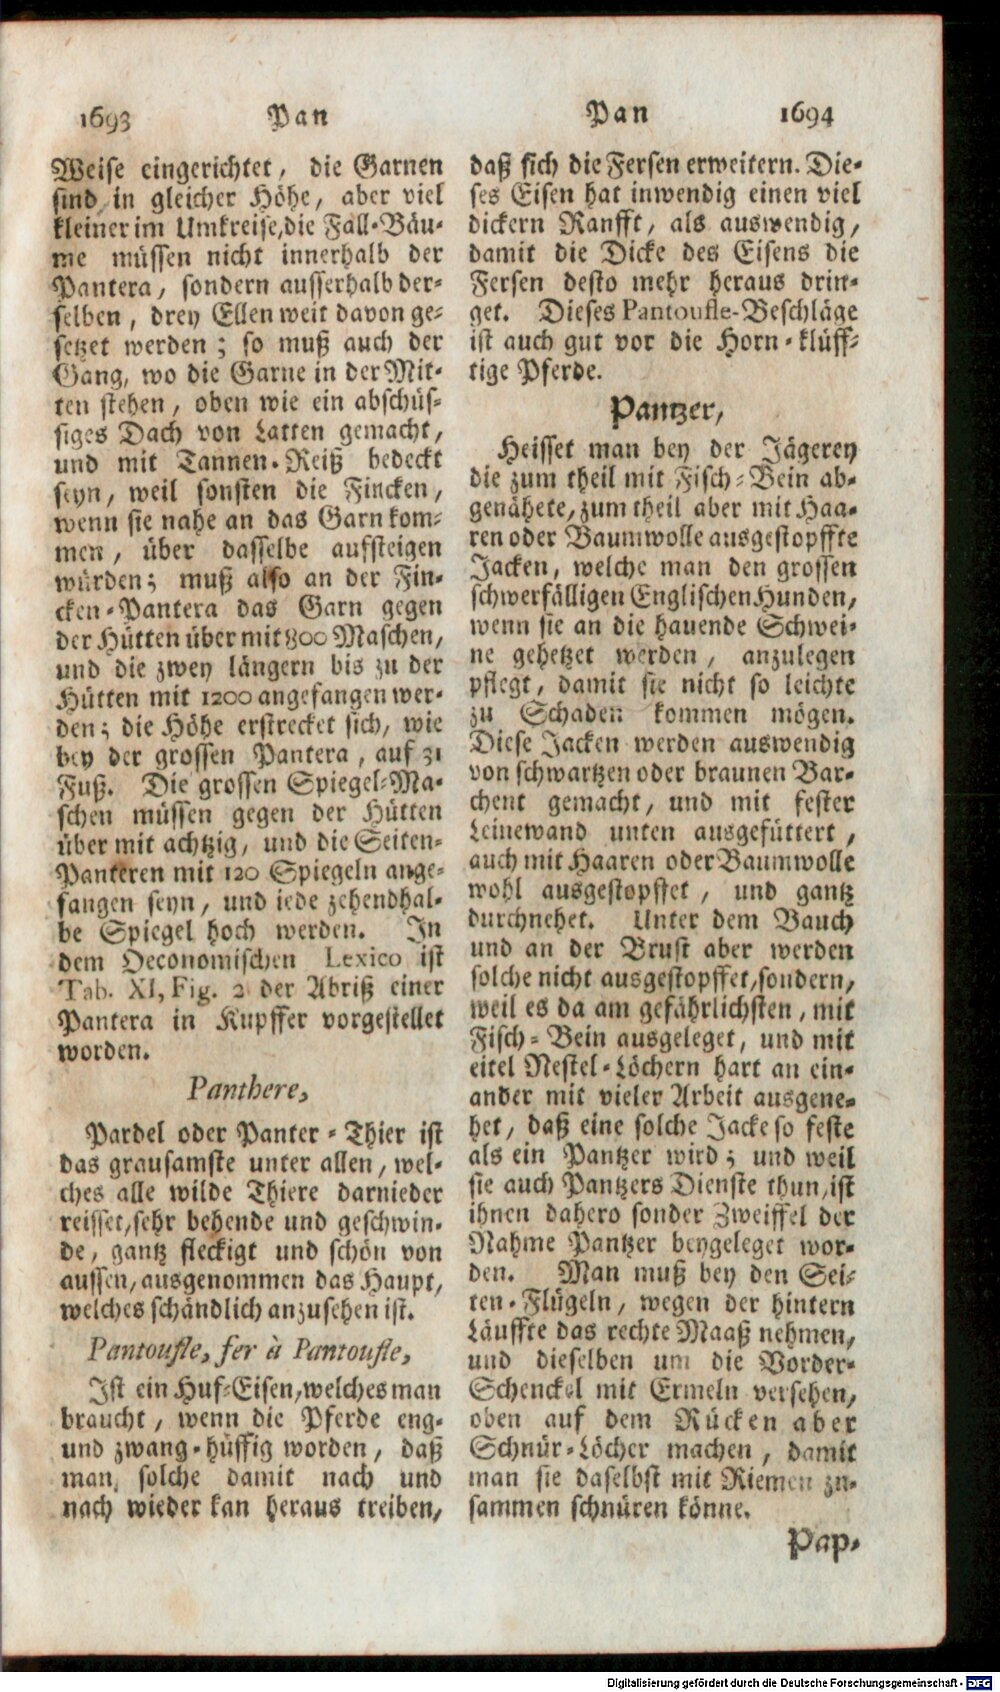 1693 Pan
Weise eingerichtet, die Garnen
sind in gleicher Höhe, aber viel
kleiner im Umkreise, die Fall-Bäu-
me müssen nicht innerhalb der
Pantera, sondern ausserhalb der-
selben, drey Ellen weit davon ge-
setzet werden; so muß auch der
Gang, wo die Garne in der Mit-
ten stehen, oben wie ein abschüs-
siges Dach von Latten gemacht,
und mit Tannen-Reiß bedeckt
seyn, weil sonsten die Fincken,
wenn sie nahe an das Garn kom-
men, über dasselbe aufsteigen
würden; muß also an der Fin-
cken-Pantera das Garn gegen
der Hütten über mit 800 Maschen,
und die zwey längern bis zu der
Hütten mit 1200 angefangen wer-
den; die Höhe erstrecket sich, wie
bey der grossen Pantera, auf 31
Fuß. Die grossen Spiegel-Ma-
schen müssen gegen der Hütten
über mit achtzig, und die Seiten-
Panteren mit 120 Spiegeln ange-
fangen seyn, und iede zehendhal-
be Spiegel hoch werden. In
dem Oeconomischen Lexico ist
Tab. XI, Fig. 2 der Abriß einer
Pantera in Kupffer vorgestellet
worden.
Panthere,
Pardel oder Panter-Thier ist
das grausamste unter allen, wel-
ches alle wilde Thiere darnieder
reisset, sehr behende und geschwin-
de, gantz fleckigt und schön von
aussen, ausgenommen das Haupt,
welches schändlich anzusehen ist.
Pantoufle, fer à Pantoufle,
Ist ein Huf-Eisen, welches man
braucht, wenn die Pferde eng-
und zwang-hüffig worden, daß
man solche damit nach und
nach wieder kan heraus treiben,
Pan 1694
daß sich die Fersen erweitern. Die-
ses Eisen hat inwendig einen viel
dickern Ranfft, als auswendig,
damit die Dicke des Eisens die
Fersen desto mehr heraus drin-
get. Dieses Pantoufle-Beschläge
ist auch gut vor die Horn-klüff-
tige Pferde.
Pantzer,
Heisset man bey der Jägerey
die zum theil mit Fisch-Bein ab-
genähete, zum theil aber mit Haa-
ren oder Baumwolle ausgestopffte
Jacken, welche man den grossen
schwerfälligen Englischen Hunden,
wenn sie an die hauende Schwei-
ne gehetzet werden, anzulegen
pflegt, damit sie nicht so leichte
zu Schaden kommen mögen.
Diese Jacken werden auswendig
von schwartzen oder braunen Bar-
chent gemacht, und mit fester
Leinewand unten ausgefüttert,
auch mit Haaren oder Baumwolle
wohl ausgestopffet, und gantz
durchnehet. Unter dem Bauch
und an der Brust aber werden
solche nicht ausgestopffet, sondern,
weil es da am gefährlichsten, mit
Fisch-Bein ausgeleget, und mit
eitel Nestel-Löchern hart an ein-
ander mit vieler Arbeit ausgene-
het, daß eine solche Jacke so feste
als ein Pantzer wird; und weil
sie auch Pantzers Dienste thun, ist
ihnen dahero sonder Zweiffel der
Nahme Pantzer beygeleget wor-
den. Man muß bey den Sei-
ten-Flügeln, wegen der hintern
Läuffte das rechte Maaß nehmen,
und dieselben um die Vorder-
Schenckel mit Ermeln versehen,
oben auf dem Rücken aber
Schnür-Löcher machen, damit
man sie daselbst mit Riemen zu-
sammen schnüren könne.
Pap-
Digitalisierung gefördert durch die Deutsche Forschungsgemeinschaft - DFG